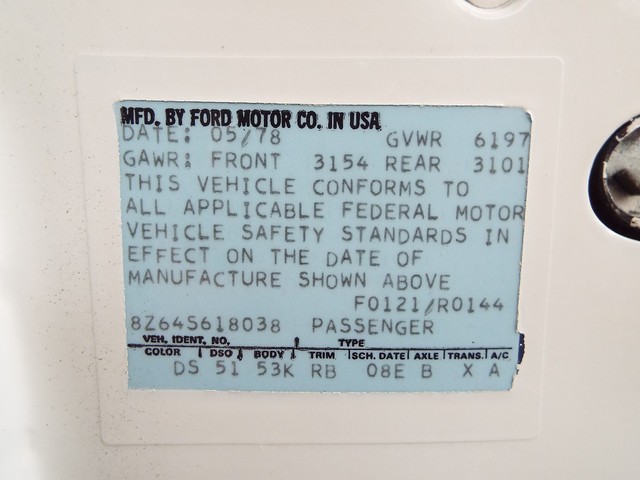 MFD. BY FORD MOTOR CO. IN USA
DATE: 05/78 GVWR 6197
GAWR: FRONT 3154 REAR 3101
THIS VEHICLE CONFORMS TO
ALL APPLICABLE FEDERAL MOTOR
VEHICLE SAFETY STANDARDS IN
EFFECT ON THE DATE OF
MANUFACTURE SHOWN ABOVE
F0121/R0144
8Z64S618038 PASSENGER
VEH. IDENT. NO. TYPE
COLOR DSO BODY TRIM SCH. DATE AXLE TRANS. A/C
DS 51 53K RB 08E B X A